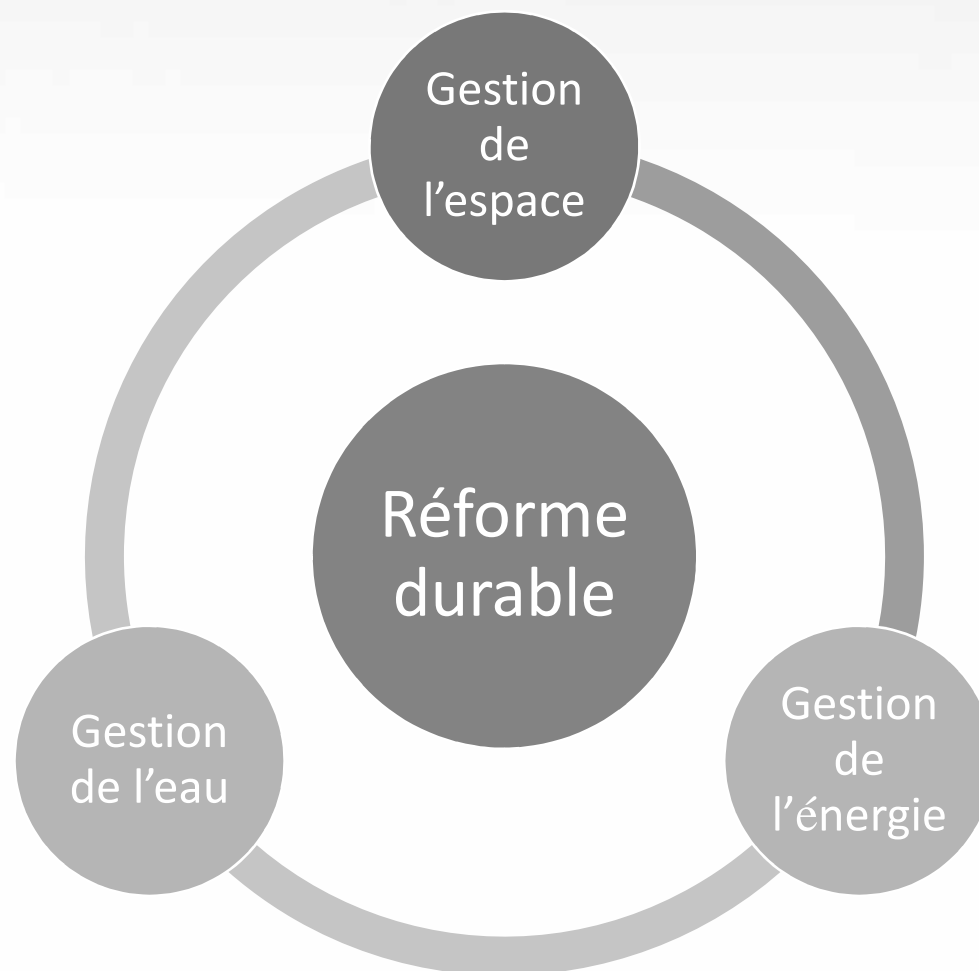 Gestion
de
l’espace
Réforme
durable
Gestion
de l’eau
Gestion
de
l’énergie